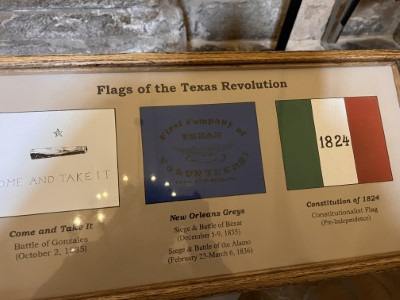 Flags of the Texas Revolution
OME AND TAKE IT
Come and Take It
Battle of Gonzales
(October 2, 1835)
First Company of
TEXAN
VOLUNTEERS!
New Orleans Greys
Siege & Battle of Bexar
(December 5-9, 1835)
Siege & Battle of the Alamo
(February 23-March 6, 1836)
1824
Constitution of 1824
Constitutionalist Flag
(Pre-Independence)